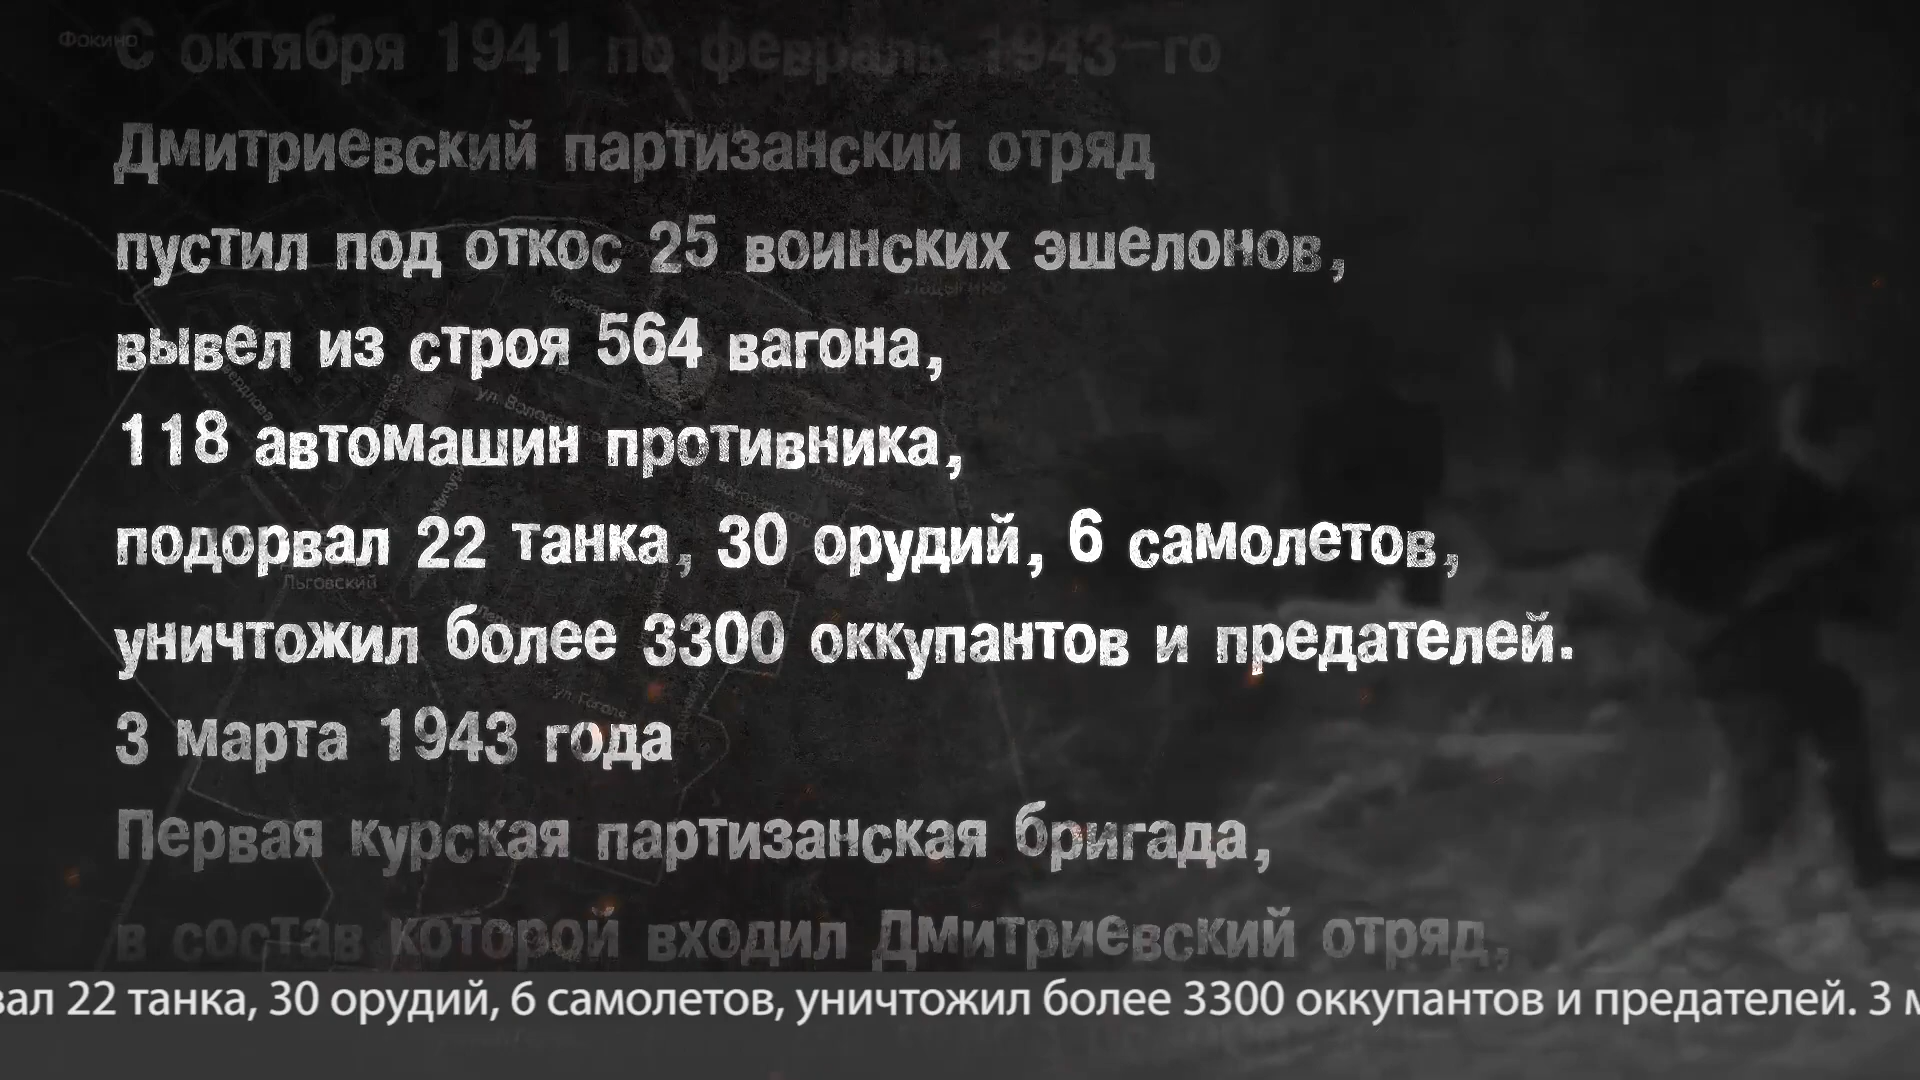 Фокино
С октября 1941 по февраль 1943-го
Дмитриевский партизанский отряд
пустил под откос 25 воинских эшелонов,
вывел из строя 564 вагона,
118 автомашин противника,
подорвал 22 танка, 30 орудий, 6 самолетов,
Льговский
уничтожил более 3300 оккупантов и предателей.
3 марта 1943 года
Первая курская партизанская бригада,
в состав которой входил Дмитриевский отряд,
вал 22 танка, 30 орудий, 6 самолетов, уничтожил более 3300 оккупантов и предателей. 3 м